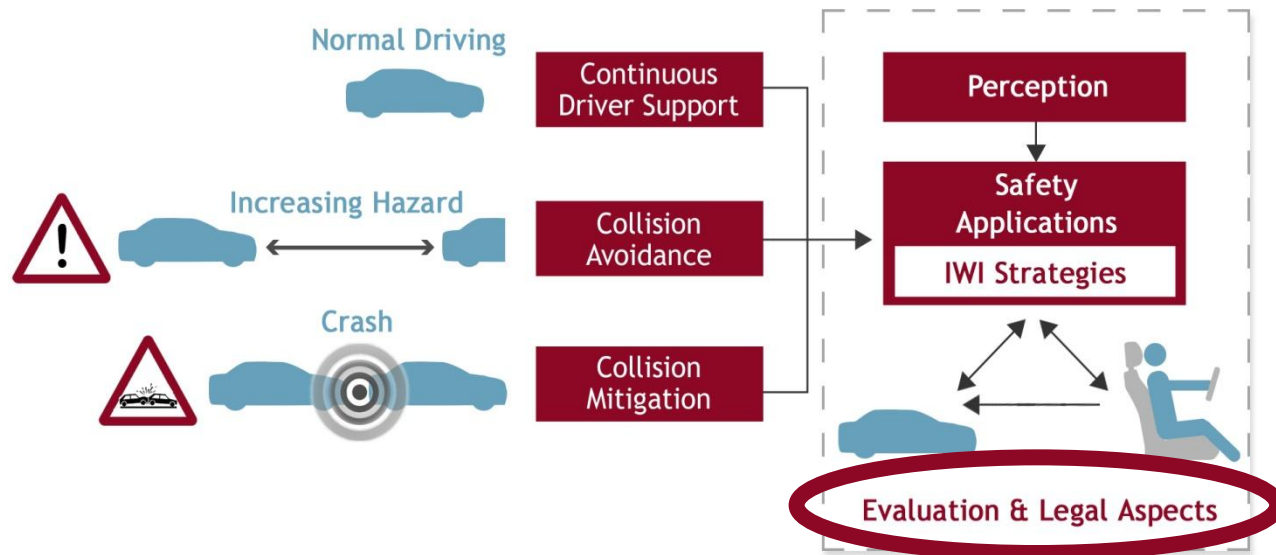 Normal Driving
Continuous
Driver Support
Increasing Hazard
Collision
Avoidance
Crash
Collision
Mitigation
Perception
Safety
Applications
IWI Strategies
Evaluation & Legal Aspects